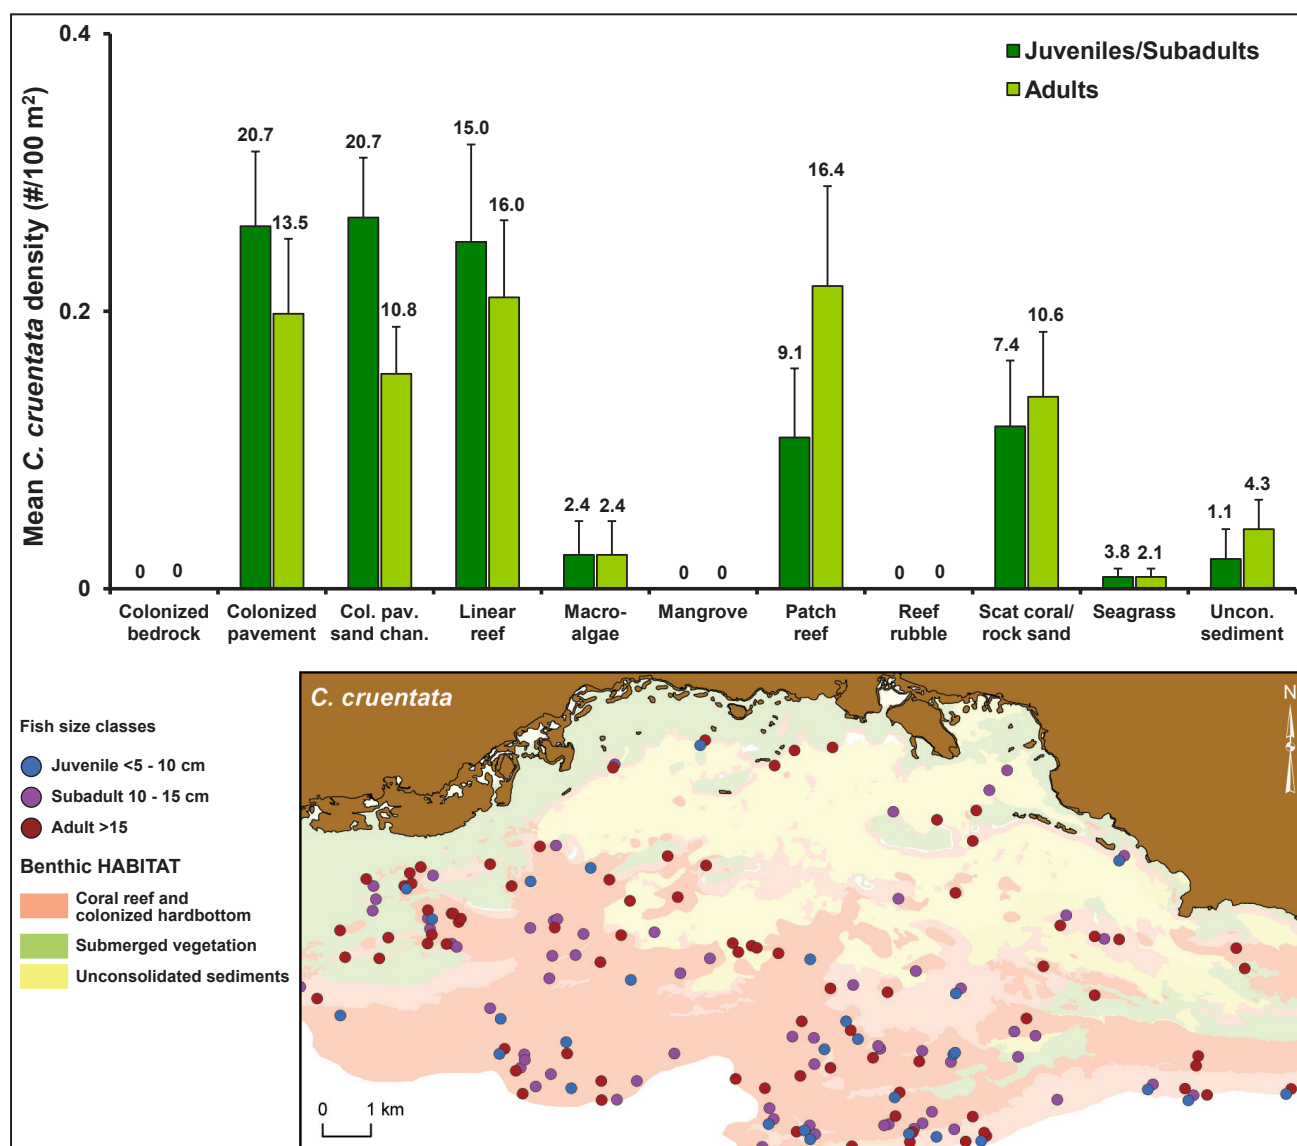 0.4
0.2
0
Mean C. cruentata density (#/100 m²)
Juveniles/Subadults
Adults
0 0
20.7 13.5
20.7 10.8
15.0 16.0
2.4 2.4
0 0
9.1 16.4
0 0
7.4 10.6
3.8 2.1
1.1 4.3
Colonized
bedrock
Colonized
pavement
Col. pav.
sand chan.
Linear
reef
Macro-
algae
Mangrove
Patch
reef
Reef
rubble
Scat coral/
rock sand
Seagrass
Uncon.
sediment
Fish size classes
Juvenile <5 - 10 cm
Subadult 10 - 15 cm
Adult >15
Benthic HABITAT
Coral reef and
colonized hardbottom
Submerged vegetation
Unconsolidated sediments
C. cruentata
N
0 1 km